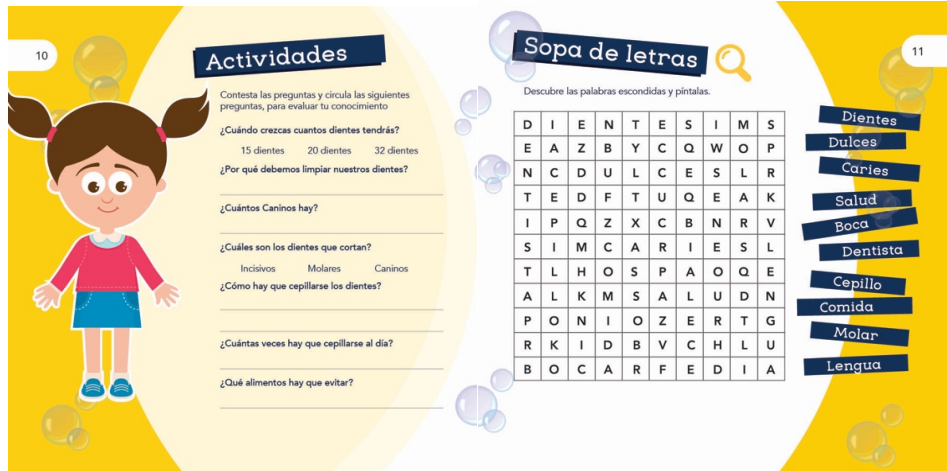 10
Actividades
Contesta las preguntas y circula las siguientes
preguntas, para evaluar tu conocimiento
¿Cuándo crezcas cuantos dientes tendrás?
15 dientes 20 dientes 32 dientes
¿Por qué debemos limpiar nuestros dientes?
¿Cuántos Caninos hay?
¿Cuáles son los dientes que cortan?
Incisivos Molares Caninos
¿Cómo hay que cepillarse los dientes?
¿Cuántas veces hay que cepillarse al día?
¿Qué alimentos hay que evitar?
11
Sopa de letras
Descubre las palabras escondidas y píntalas.
D I E N T E S I M S
E A Z B Y C Q W O P
N C D U L C E S L R
T E D F T U Q E A K
I P Q Z X C B N R V
S I M C A R I E S L
T L H O S P A O Q E
A L K M S A L U D N
P O N I O Z E R T G
R K I D B V C H L U
B O C A R F E D I A
Dientes
Dulces
Caries
Salud
Boca
Dentista
Cepillo
Comida
Molar
Lengua